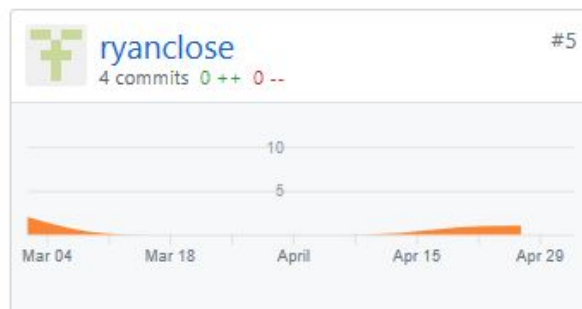 ryanclose
#5
4 commits 0 ++ 0 --
10
5
Mar 04 Mar 18 April Apr 15 Apr 29